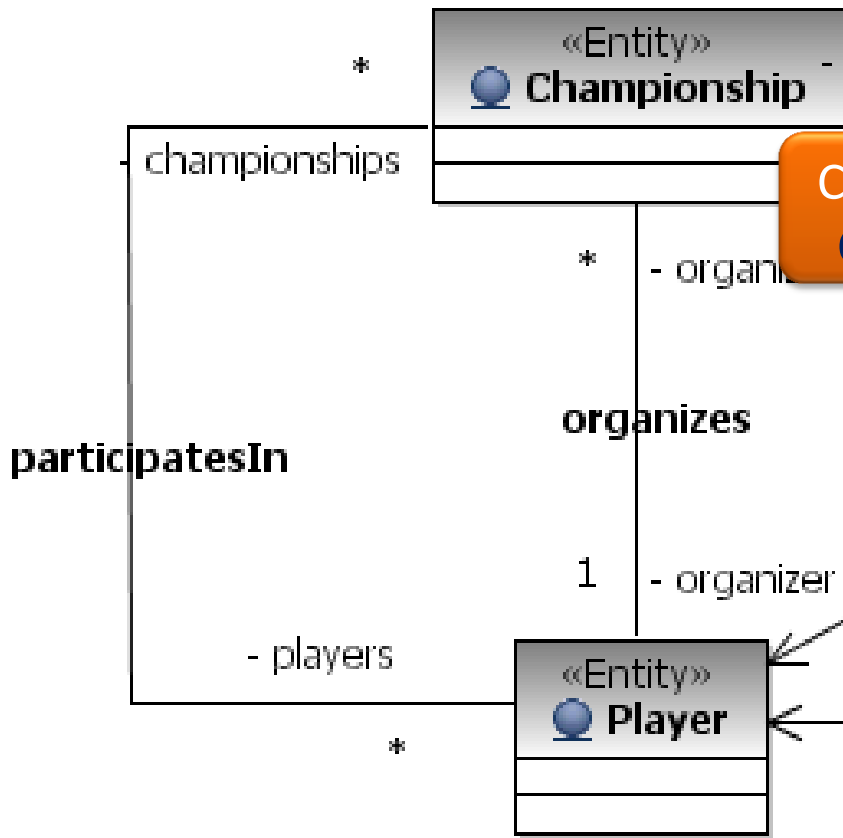 «Entity»
Championship
-
*
- championships
*
-
organizes
participatesIn
1
- organizer
- players
«Entity»
Player
*